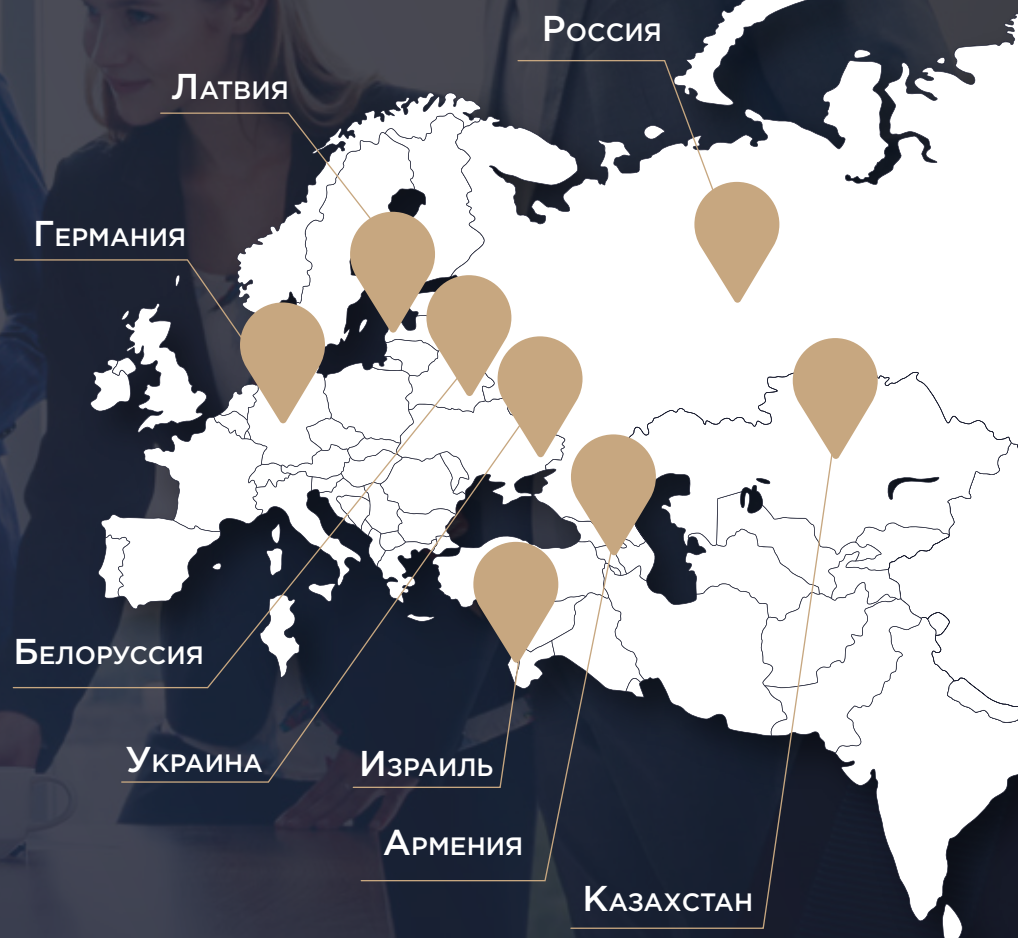 Россия
Латвия
Германия
Белоруссия
Украина
Израиль
Армения
Казахстан